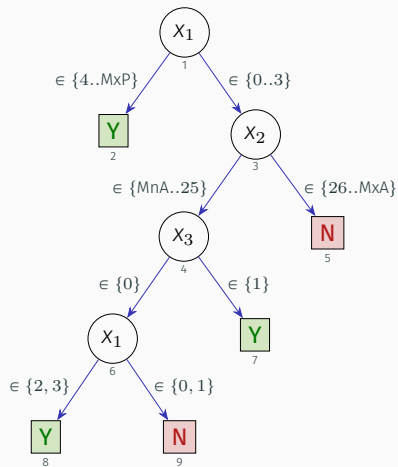 X₁
1
∈ {4..MxP} ∈ {0..3}
Y X₂
2 3
∈ {MnA..25} ∈ {26..MxA}
X₃ N
4 5
∈ {0} ∈ {1}
X₁ Y
6 7
∈ {2, 3} ∈ {0, 1}
Y N
8 9